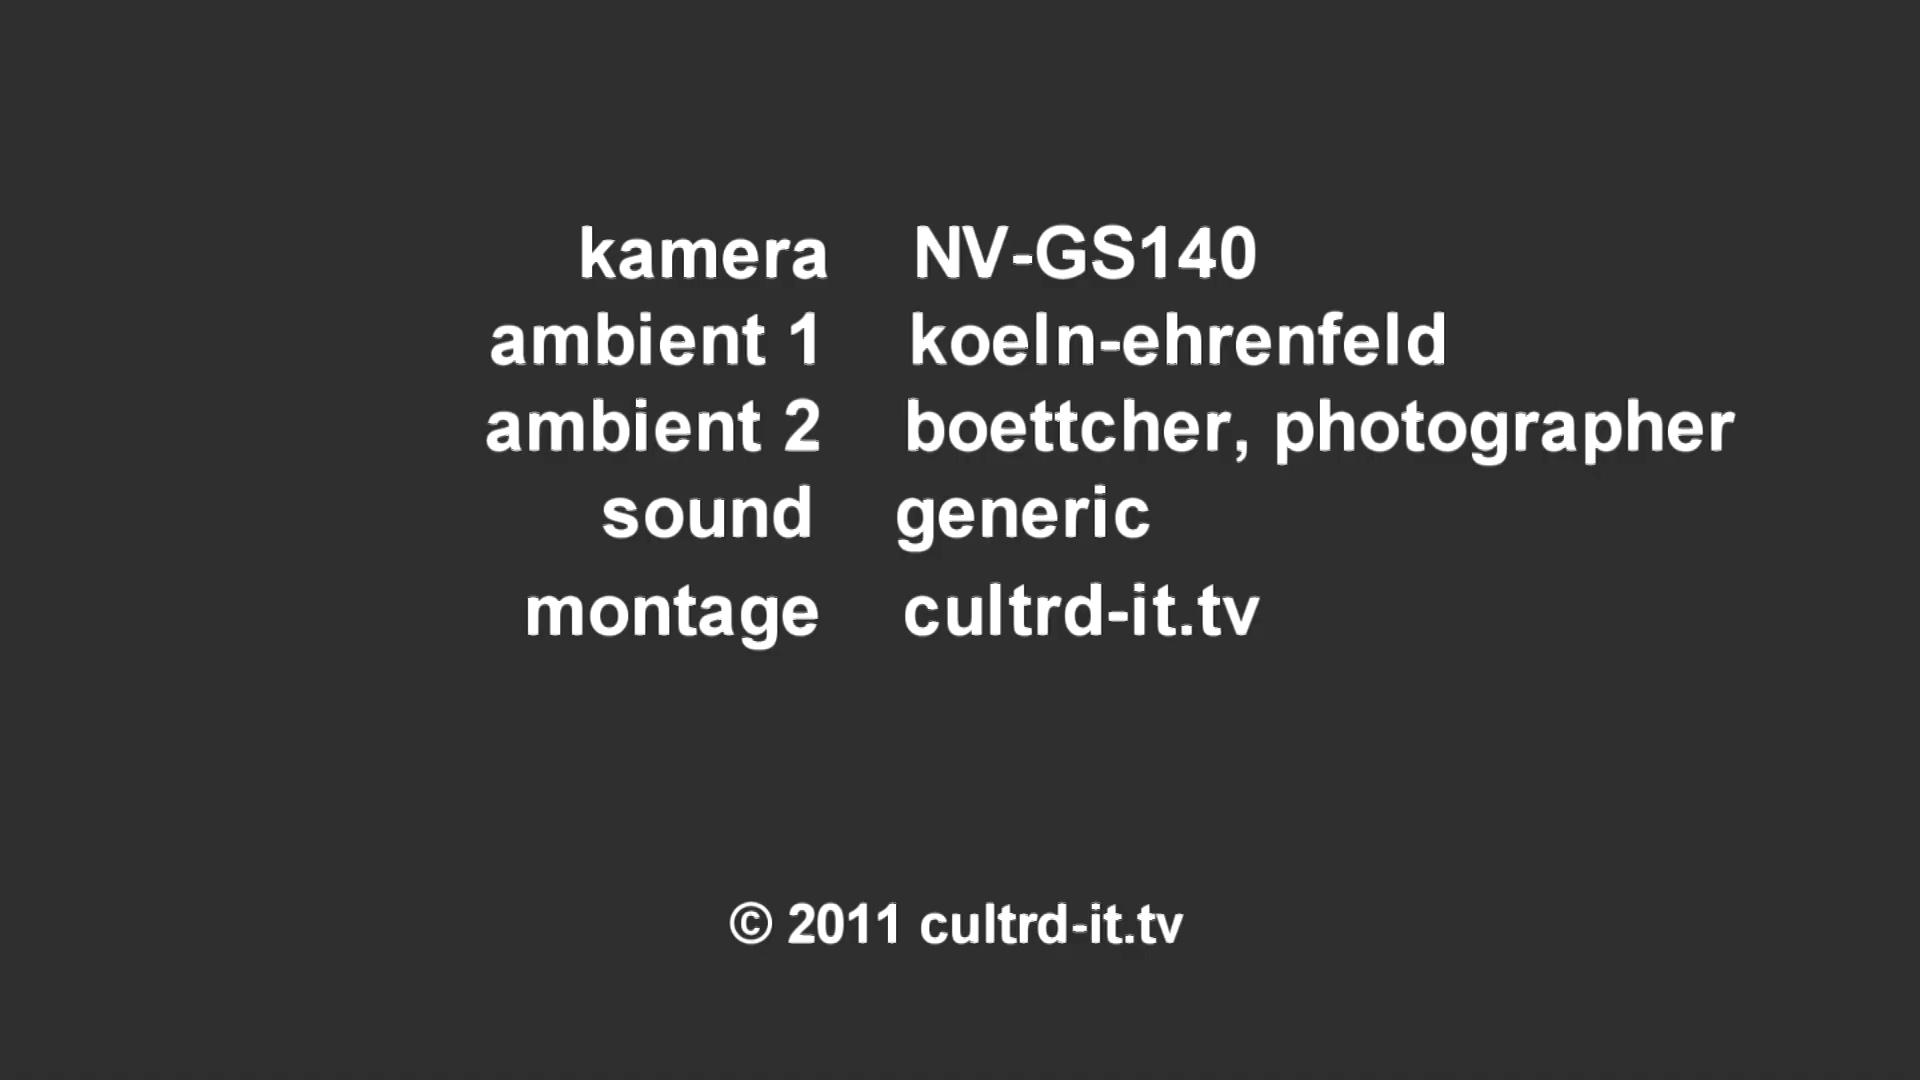 kamera NV-GS140
ambient 1 koeln-ehrenfeld
ambient 2 boettcher, photographer
sound generic
montage cultrd-it.tv
© 2011 cultrd-it.tv